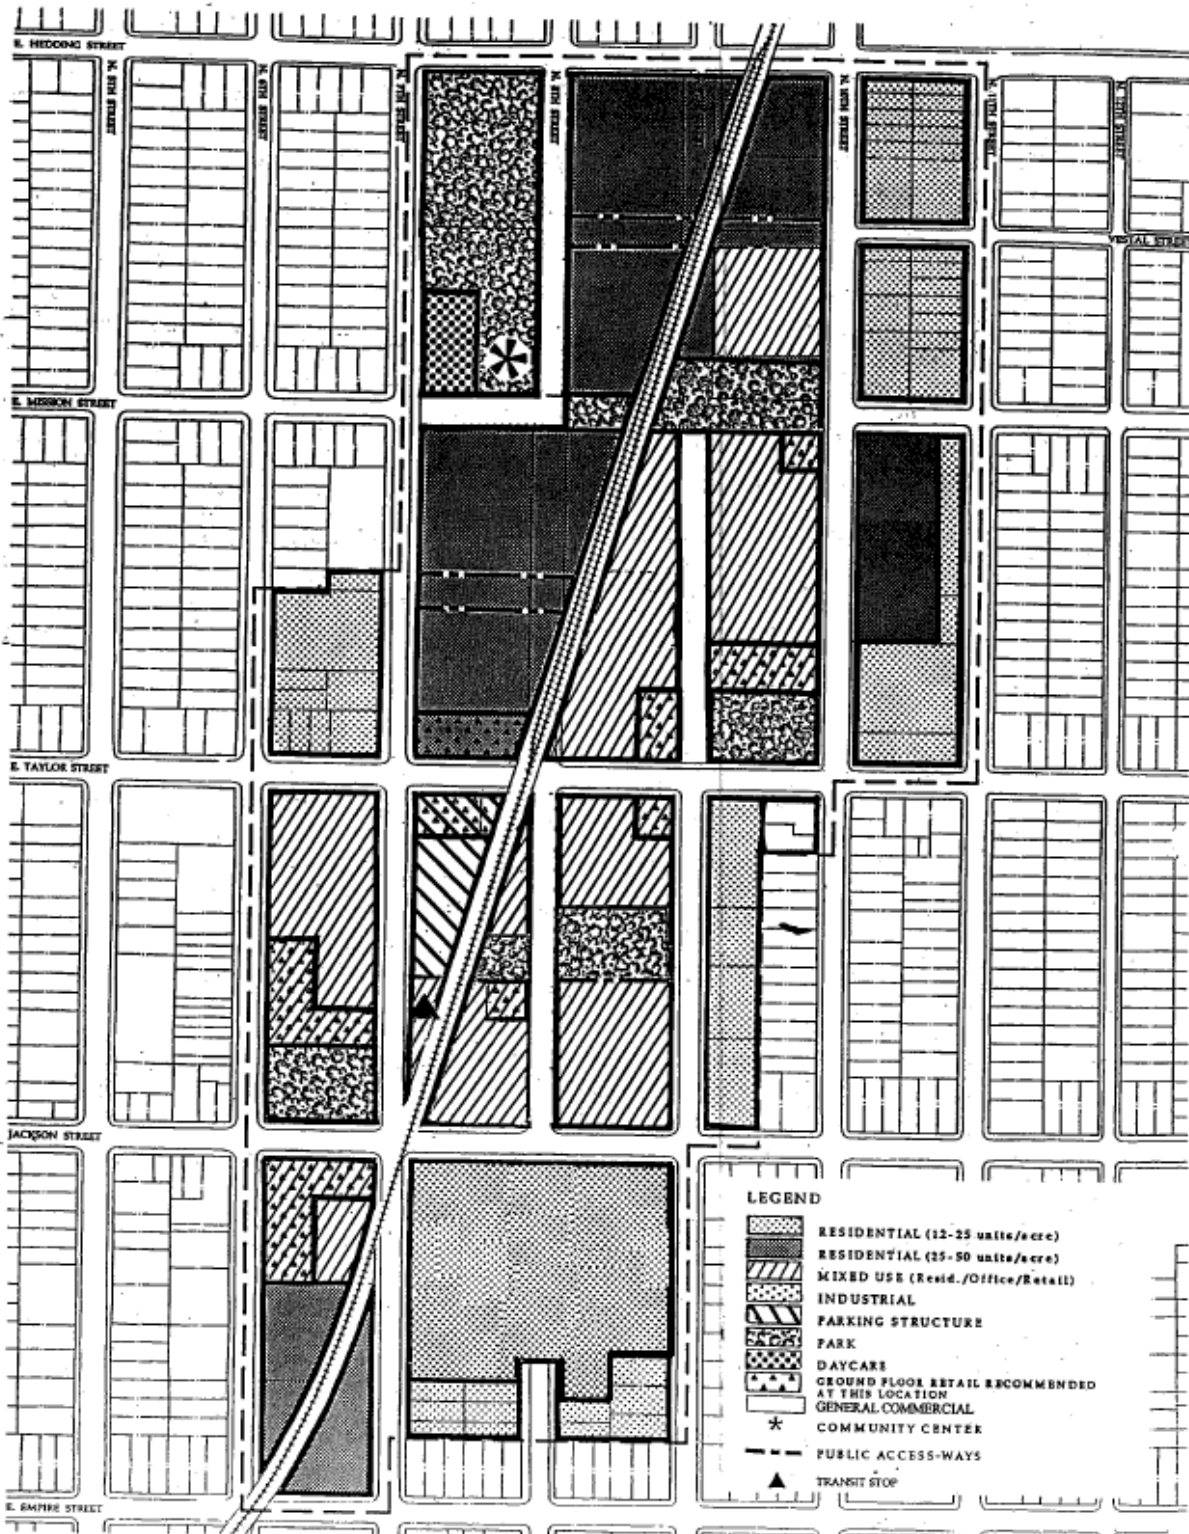 E. HEDDING STREET
N. 5TH STREET
N. 6TH STREET
N. 7TH STREET
N. 8TH STREET
N. 10TH STREET
N. 11TH STREET
N. 12TH STREET
VESTAL STREET
E. MISSION STREET
E. TAYLOR STREET
JACKSON STREET
E. EMPIRE STREET
LEGEND
RESIDENTIAL (12-25 units/acre)
RESIDENTIAL (25-50 units/acre)
MIXED USE (Resid./Office/Retail)
INDUSTRIAL
PARKING STRUCTURE
PARK
DAYCARE
GROUND FLOOR RETAIL RECOMMENDED
AT THIS LOCATION
GENERAL COMMERCIAL
COMMUNITY CENTER
PUBLIC ACCESS-WAYS
TRANSIT STOP